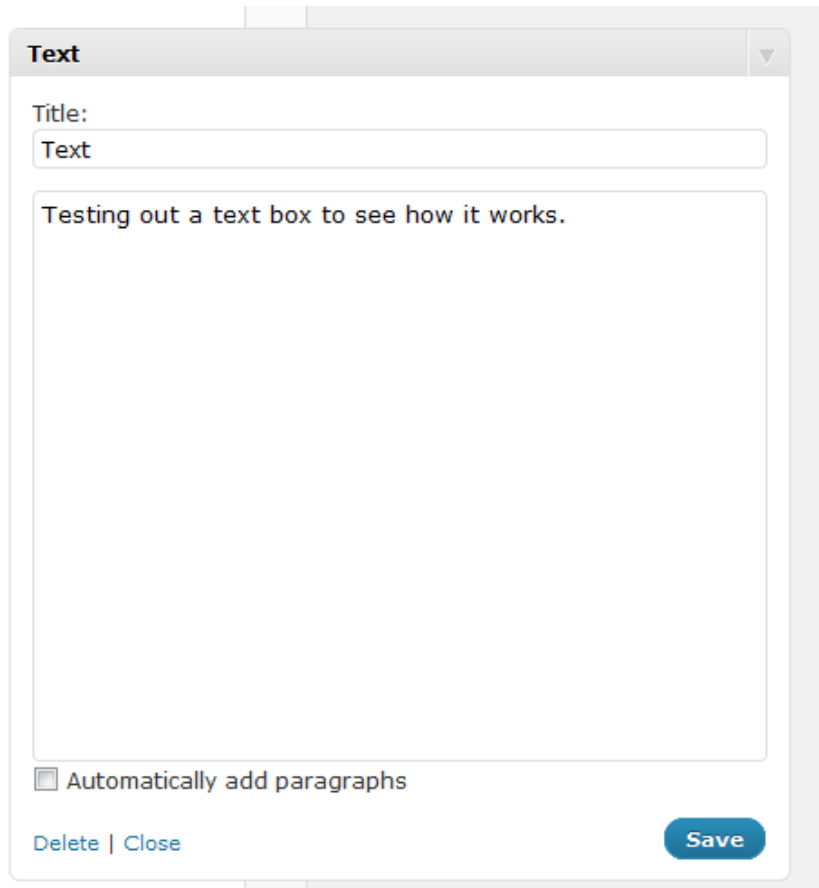 Text
Title:
Text
Testing out a text box to see how it works.
Automatically add paragraphs
Delete | Close
Save